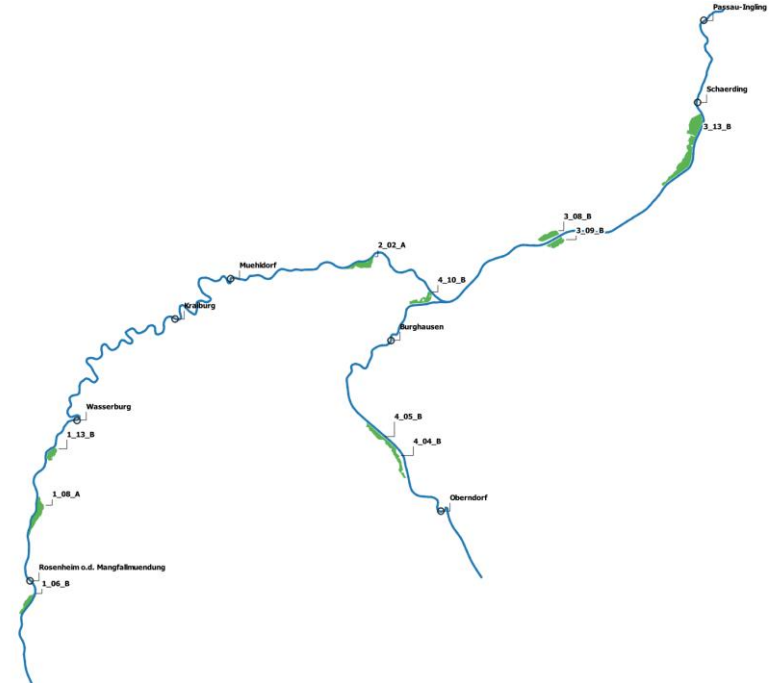 Passau-Ingling
Schaerding
3_13_B
3_08_B
3_09_B
2_02_A
Muehldorf
4_10_B
Kraiburg
Burghausen
Wasserburg
4_05_B
1_13_B
4_04_B
1_08_A
Oberndorf
Rosenheim o.d. Mangfallmuendung
1_06_B